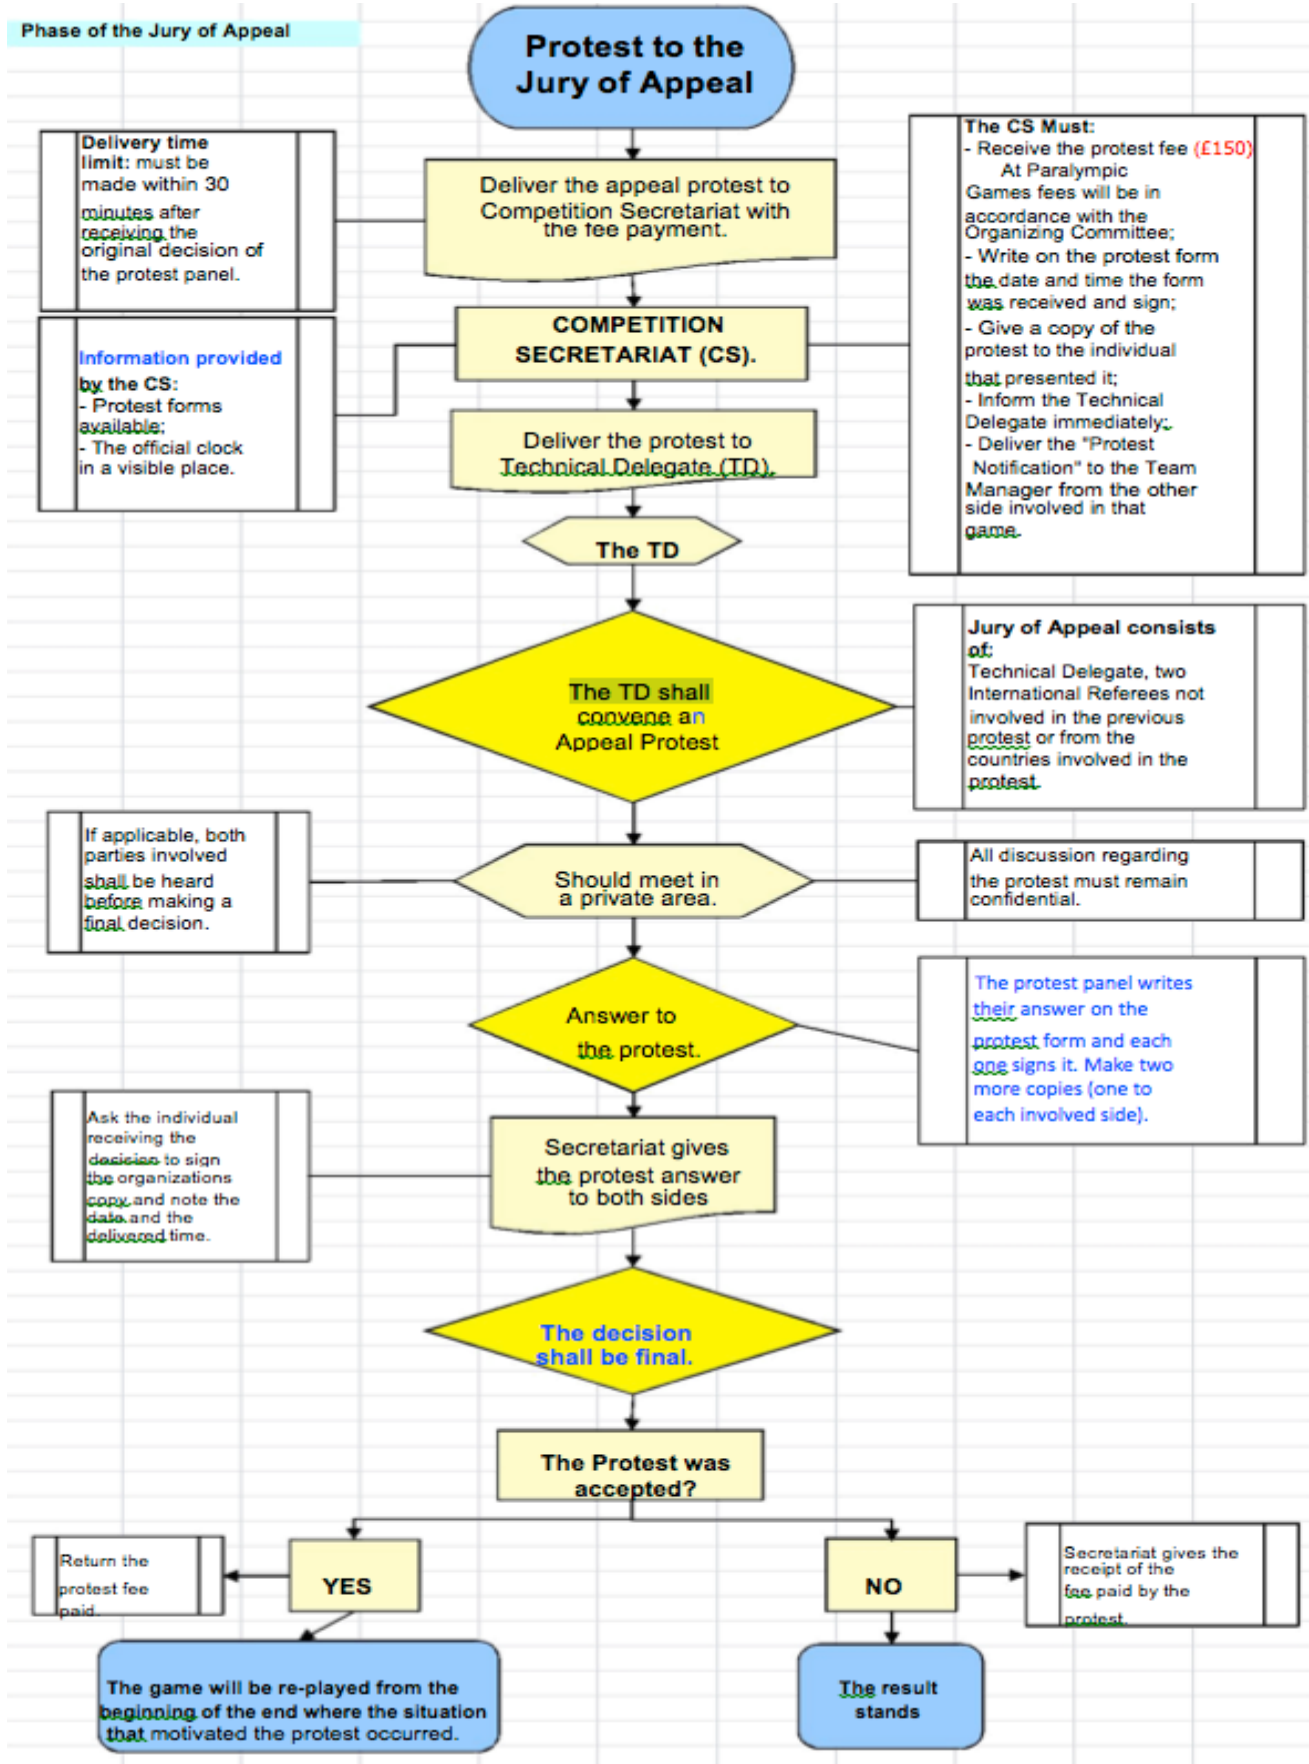 Phase of the Jury of Appeal
Protest to the
Jury of Appeal
Delivery time
limit: must be
made within 30
minutes after
receiving the
original decision of
the protest panel.
Deliver the appeal protest to
Competition Secretariat with
the fee payment.
The CS Must:
- Receive the protest fee (£150)
At Paralympic
Games fees will be in
accordance with the
Organizing Committee;
- Write on the protest form
the date and time the form
was received and sign;
- Give a copy of the
protest to the individual
that presented it;
- Inform the Technical
Delegate immediately;.
- Deliver the "Protest
Notification" to the Team
Manager from the other
side involved in that
game.
Information provided
by the CS:
- Protest forms
available;
- The official clock
in a visible place.
COMPETITION
SECRETARIAT (CS).
Deliver the protest to
Technical Delegate (TD).
The TD
The TD shall
convene an
Appeal Protest
Jury of Appeal consists
of:
Technical Delegate, two
International Referees not
involved in the previous
protest or from the
countries involved in the
protest.
If applicable, both
parties involved
shall be heard
before making a
final decision.
Should meet in
a private area.
All discussion regarding
the protest must remain
confidential.
Answer to
the protest.
The protest panel writes
their answer on the
protest form and each
one signs it. Make two
more copies (one to
each involved side).
Ask the individual
receiving the
decision to sign
the organizations
copy and note the
date and the
delivered time.
Secretariat gives
the protest answer
to both sides
The decision
shall be final.
The Protest was
accepted?
Return the
protest fee
paid.
YES
NO
Secretariat gives the
receipt of the
fee paid by the
protest.
The game will be re-played from the
beginning of the end where the situation
that motivated the protest occurred.
The result
stands